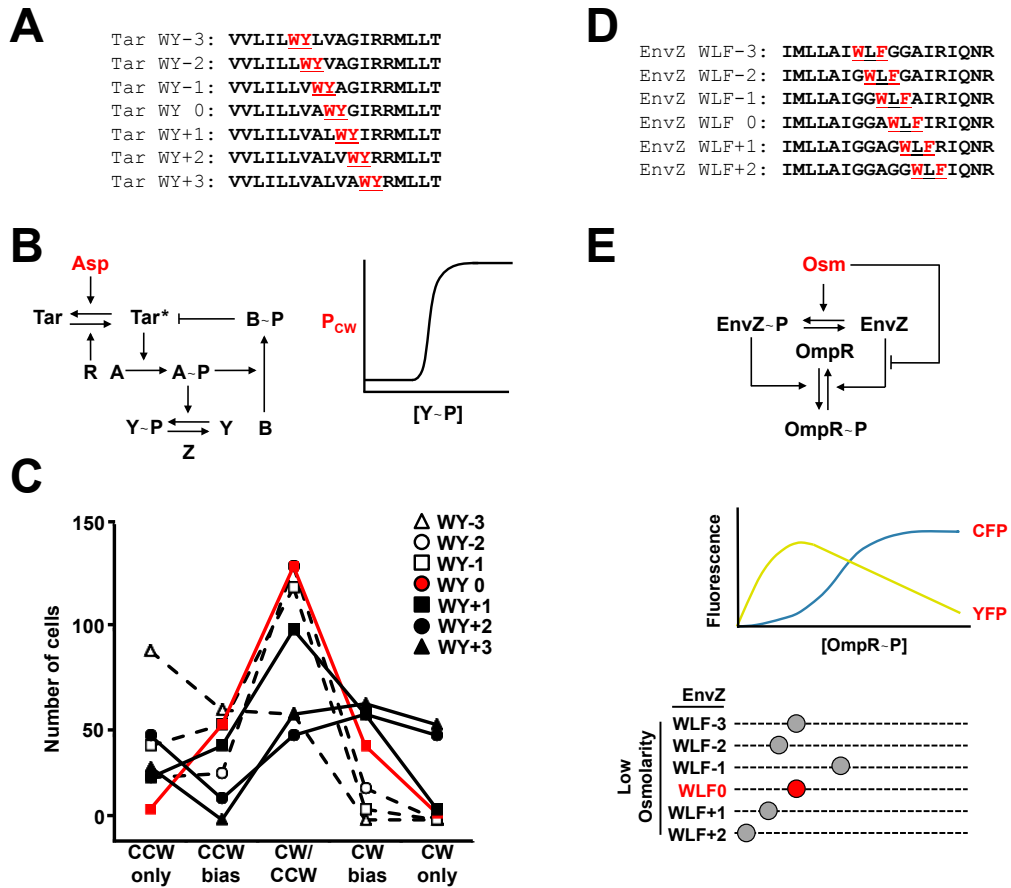 A
Tar WY-3: VVLILWYLVAGIRRMLLT
Tar WY-2: VVLILLWYVAGIRRMLLT
Tar WY-1: VVLILLVWYAGIRRMLLT
Tar WY 0: VVLILLVAWYGIRRMLLT
Tar WY+1: VVLILLVALWYIRRMLLT
Tar WY+2: VVLILLVALVWYRRMLLT
Tar WY+3: VVLILLVALVAWYRMLLT
D
EnvZ WLF-3: IMLLAIWLFGGAIRIQNR
EnvZ WLF-2: IMLLAIGWLFGAIRIQNR
EnvZ WLF-1: IMLLAIGGWLFAIRIQNR
EnvZ WLF 0: IMLLAIGGAWLFIRIQNR
EnvZ WLF+1: IMLLAIGGAGWLFRIQNR
EnvZ WLF+2: IMLLAIGGAGGWLFIQNR
B
Asp
Tar Tar* B~P
R A A~P
Y~P Y B
Z
PCW
[Y~P]
E
Osm
EnvZ~P EnvZ
OmpR
OmpR~P
C
150
100
50
0
Number of cells
WY-3
WY-2
WY-1
WY 0
WY+1
WY+2
WY+3
CCW only
CCW bias
CW/ CCW
CW bias
CW only
Fluorescence
CFP
YFP
[OmpR~P]
EnvZ
Low Osmolarity
WLF-3
WLF-2
WLF-1
WLF0
WLF+1
WLF+2